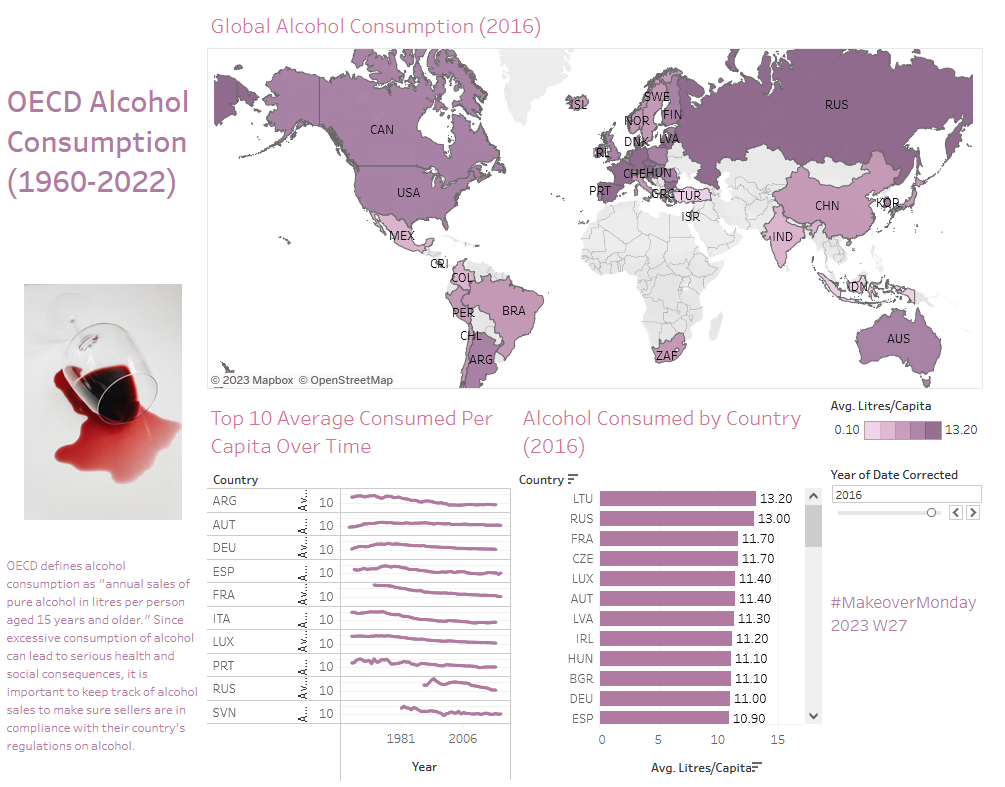 Global Alcohol Consumption (2016)
OECD Alcohol
Consumption
(1960-2022)
ISL
SWE
FIN
NOR
RUS
CAN
DNK
LVA
IRL
CHE
HUN
USA
PRT
GRC
TUR
CHN
KOR
ISR
MEX
IND
CRI
COL
IDN
PER
BRA
CHL
AUS
ARG
ZAF
© 2023 Mapbox © OpenStreetMap
OECD defines alcohol
consumption as "annual sales of
pure alcohol in litres per person
aged 15 years and older." Since
excessive consumption of alcohol
can lead to serious health and
social consequences, it is
important to keep track of alcohol
sales to make sure sellers are in
compliance with their country's
regulations on alcohol.
Top 10 Average Consumed Per
Capita Over Time
Country
ARG Av.. 10
AUT A... 10
DEU Av.. 10
ESP A... 10
FRA Av.. 10
ITA A... 10
LUX Av.. 10
PRT A... 10
RUS Av.. 10
SVN A... 10
1981 2006
Year
Alcohol Consumed by Country
(2016)
Country
LTU 13.20
RUS 13.00
FRA 11.70
CZE 11.70
LUX 11.40
AUT 11.40
LVA 11.30
IRL 11.20
HUN 11.10
BGR 11.10
DEU 11.00
ESP 10.90
0 5 10 15
Avg. Litres/Capita
Avg. Litres/Capita
0.10 13.20
Year of Date Corrected
2016
#MakeoverMonday
2023 W27